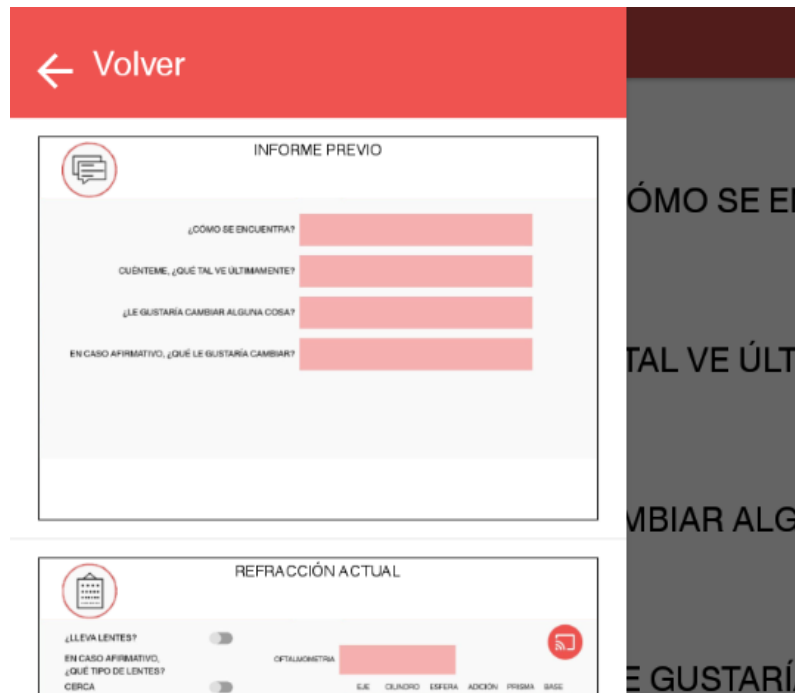 Volver
INFORME PREVIO
¿CÓMO SE ENCUENTRA?
CUÉNTEME, ¿QUÉ TAL VE ÚLTIMAMENTE?
¿LE GUSTARÍA CAMBIAR ALGUNA COSA?
EN CASO AFIRMATIVO, ¿QUÉ LE GUSTARÍA CAMBIAR?
REFRACCIÓN ACTUAL
¿LLEVA LENTES?
EN CASO AFIRMATIVO,
¿QUÉ TIPO DE LENTES?
OFTALMOMETRIA
CERCA
EJE CILINDRO ESFERA ADICIÓN PRISMA BASE
ÓMO SE E
TAL VE ÚLT
MBIAR ALG
E GUSTARÍ